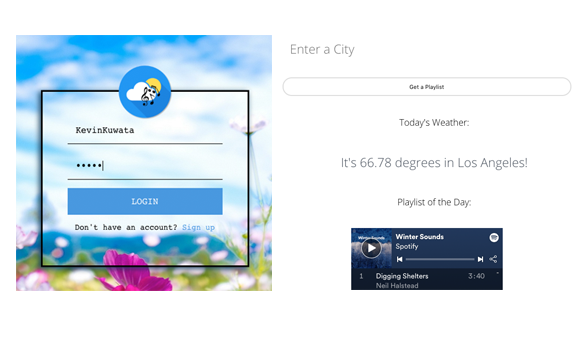 KevinKuwata
•••••
LOGIN
Don't have an account? Sign up
Enter a City
Get a Playlist
Today's Weather:
It's 66.78 degrees in Los Angeles!
Playlist of the Day:
Winter Sounds
Winter Sounds
Spotify
1 Digging Shelters 3:40
Neil Halstead